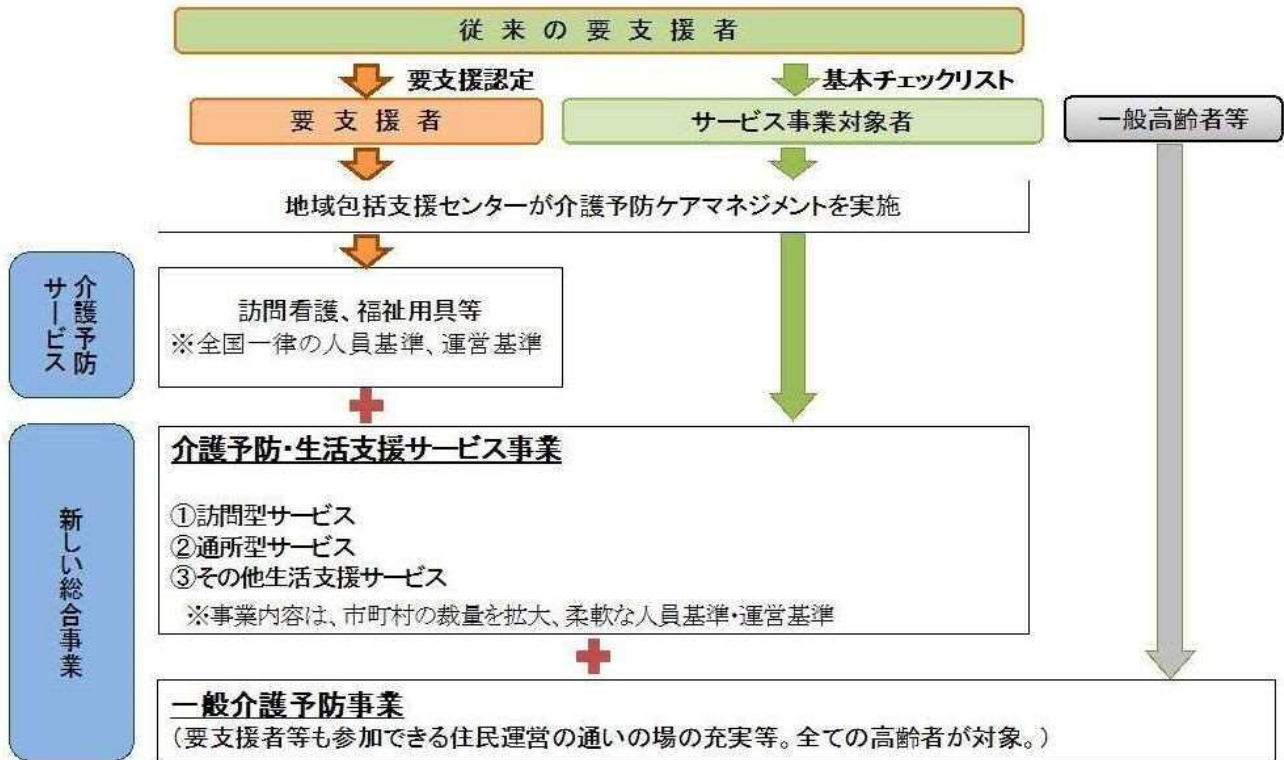 従来の要支援者
要支援認定
基本チェックリスト
要支援者
サービス事業対象者
一般高齢者等
地域包括支援センターが介護予防ケアマネジメントを実施
介護予防
サービス
訪問看護、福祉用具等
※全国一律の人員基準、運営基準
新しい総合事業
介護予防・生活支援サービス事業
①訪問型サービス
②通所型サービス
③その他生活支援サービス
※事業内容は、市町村の裁量を拡大、柔軟な人員基準・運営基準
一般介護予防事業
(要支援者等も参加できる住民運営の通いの場の充実等。全ての高齢者が対象。)